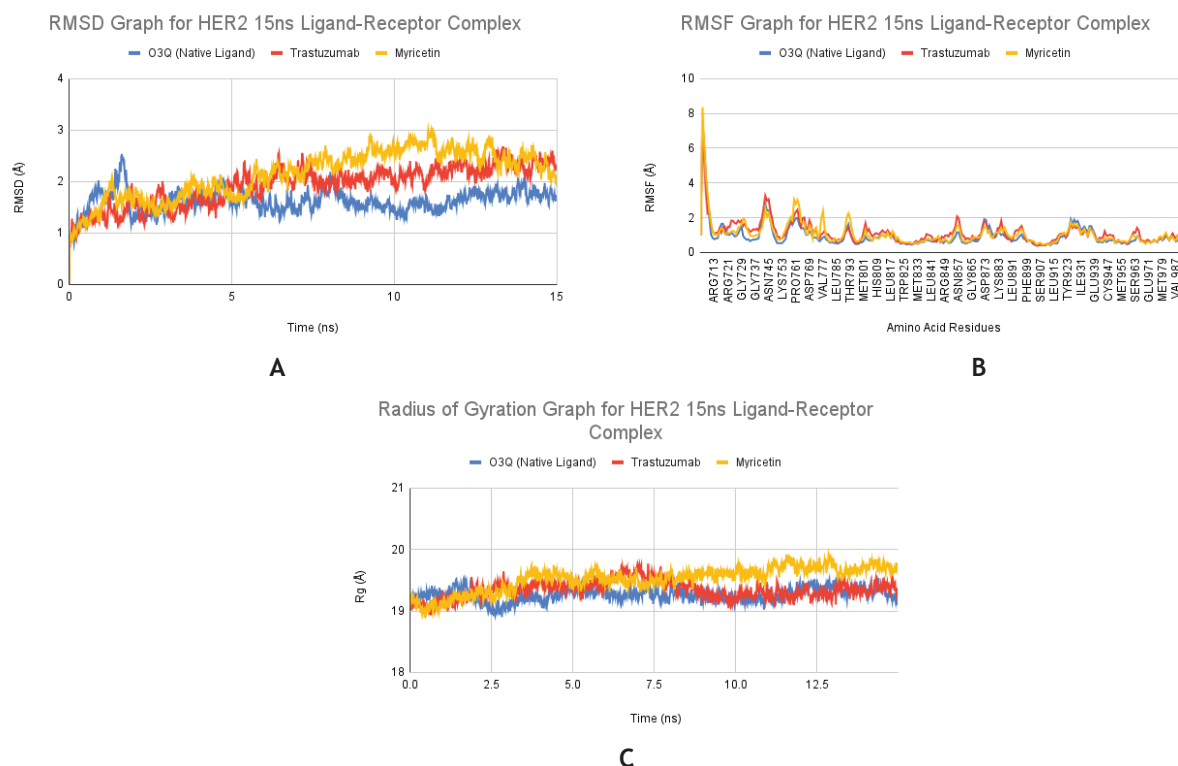 RMSD Graph for HER2 15ns Ligand-Receptor Complex
O3Q (Native Ligand) Trastuzumab Myricetin
4
3
2
1
0
RMSD (Å)
0 5 10 15
Time (ns)
A
RMSF Graph for HER2 15ns Ligand-Receptor Complex
O3Q (Native Ligand) Trastuzumab Myricetin
10
8
6
4
2
0
RMSF (Å)
ARG713
ARG721
GLY729
GLY737
ASN745
LYS753
PRO761
ASP769
VAL777
LEU785
THR793
MET801
HIS809
LEU817
TRP825
MET833
LEU841
ARG849
ASN857
GLY865
ASP873
LYS883
LEU891
PHE899
SER907
LEU915
TYR923
ILE931
GLU939
CYS947
MET955
SER963
GLU971
MET979
VAL987
Amino Acid Residues
B
Radius of Gyration Graph for HER2 15ns Ligand-Receptor
Complex
O3Q (Native Ligand) Trastuzumab Myricetin
21
20
19
18
Rg (Å)
0.0 2.5 5.0 7.5 10.0 12.5
Time (ns)
C